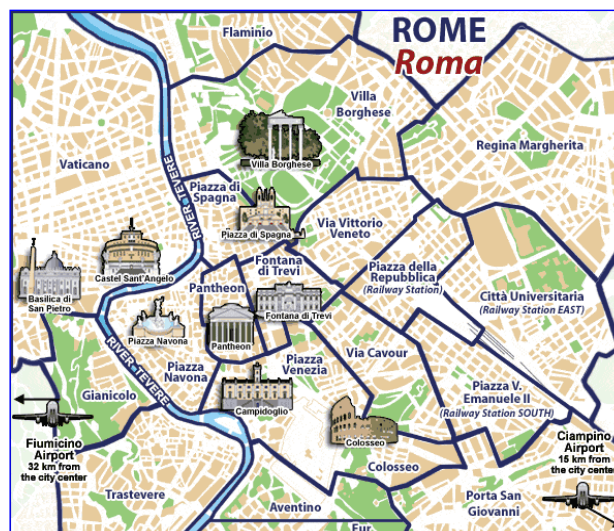 ROME
Roma
Flaminio
Villa
Borghese
Regina Margherita
Vaticano
Villa Borghese
Piazza di
Spagna
RIVER TEVERE
Piazza di Spagna
Via Vittorio
Veneto
Castel Sant'Angelo
Fontana
di Trevi
Piazza della
Repubblica
(Railway Station)
Basilica di
San Pietro
Pantheon
Città Universitaria
(Railway Station EAST)
Fontana di Trevi
Piazza Navona
Pantheon
RIVER TEVERE
Piazza
Navona
Piazza
Venezia
Via Cavour
Gianicolo
Campidoglio
Piazza V.
Emanuele II
(Railway Station SOUTH)
Colosseo
Fiumicino
Airport
32 km from
the city center
Ciampino
Airport
15 km from
the city center
Colosseo
Trastevere
Aventino
Porta San
Giovanni
Eur